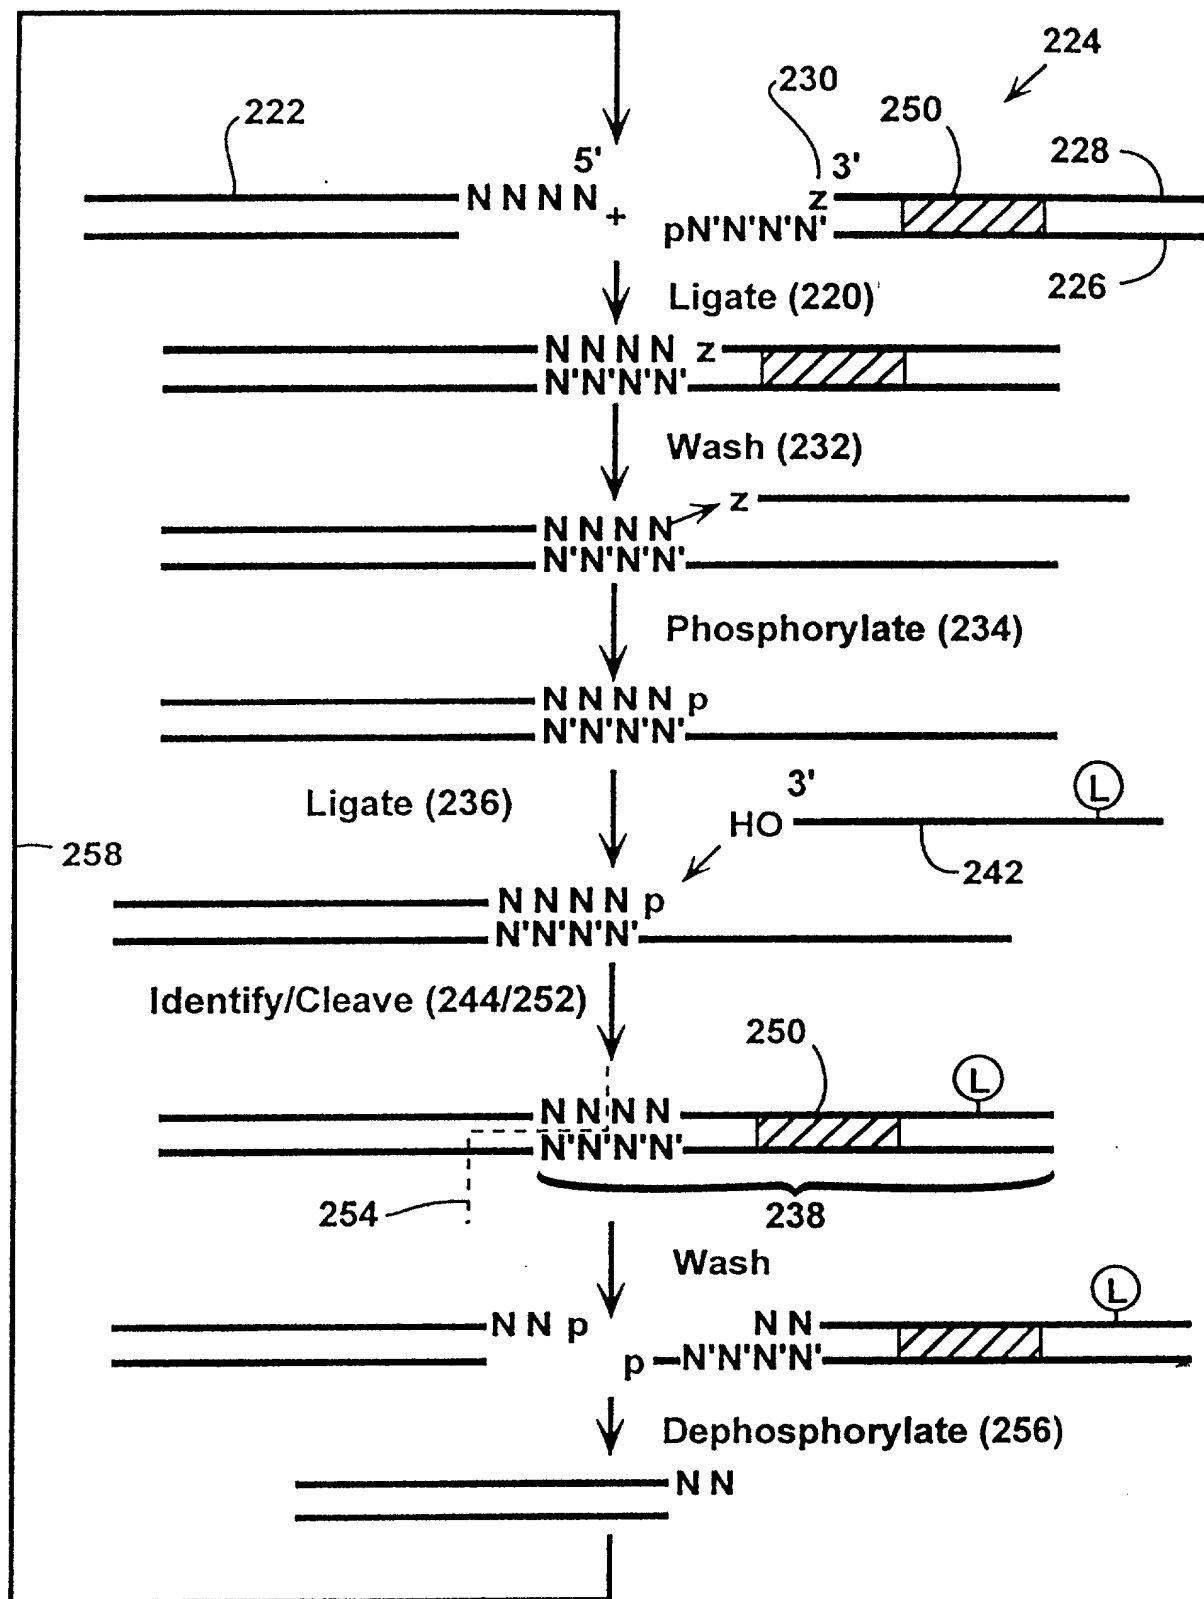 224
230
222
250
5'
3'
228
N N N N
+
z
pN'N'N'N'
226
Ligate (220)
N N N N z
N'N'N'N'
Wash (232)
z
N N N N
N'N'N'N'
Phosphorylate (234)
N N N N p
N'N'N'N'
3'
L
Ligate (236)
HO
258
242
N N N N p
N'N'N'N'
Identify/Cleave (244/252)
250
L
N N N N
N'N'N'N'
254
238
Wash
L
N N p
N N
p
N'N'N'N'
Dephosphorylate (256)
N N